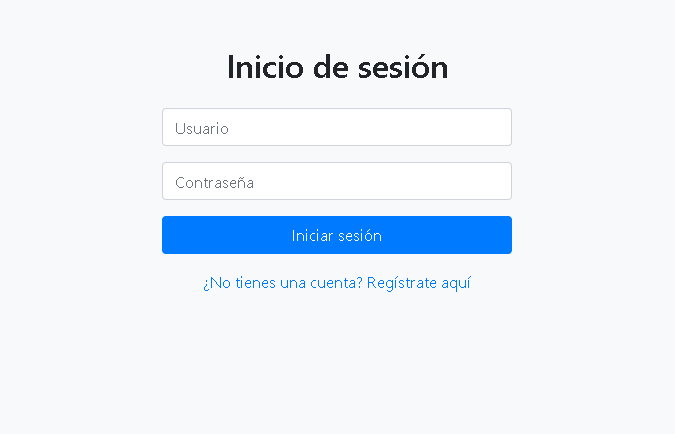 Inicio de sesión
Usuario
Contraseña
Iniciar sesión
¿No tienes una cuenta? Regístrate aquí